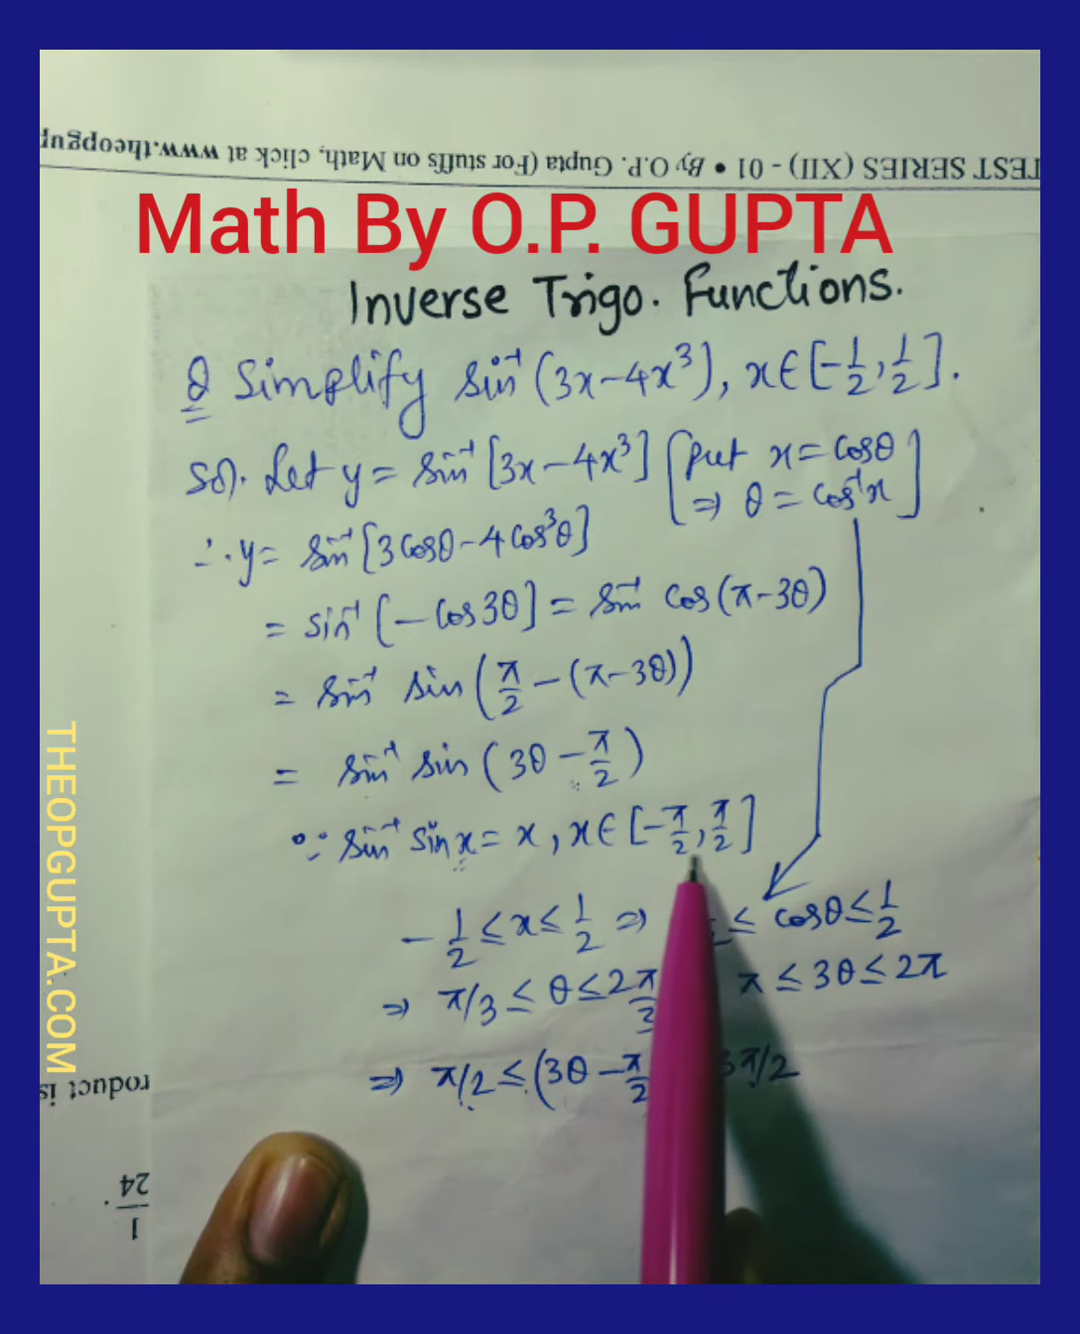 TEST SERIES (XII) - 01 • By O.P. Gupta (For stuffs on Math, click at www.theopgup
Math By O.P. GUPTA
Inverse Trigo. Functions.
Q Simplify sin⁻¹(3x-4x³), x∈[-1/2, 1/2].
Sol. Let y = sin⁻¹[3x-4x³] [put x = cosθ
⇒ θ = cos⁻¹x]
∴ y = sin⁻¹[3cosθ-4cos³θ]
= sin⁻¹[-cos3θ] = sin⁻¹ cos(π-3θ)
= sin⁻¹ sin(π/2-(π-3θ))
= sin⁻¹ sin(3θ-π/2)
∵ sin⁻¹ sin x = x, x∈[-π/2, π/2]
-1/2 ≤ x ≤ 1/2 ⇒ ≤ cosθ ≤ 1/2
⇒ π/3 ≤ θ ≤ 2π/3 π ≤ 3θ ≤ 2π
⇒ π/2 ≤ (3θ-π/2 3π/2
THEOPGUPTA.COM
roduct is
1/24.